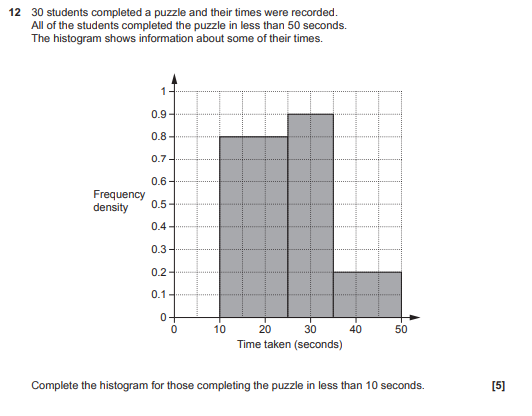 12 30 students completed a puzzle and their times were recorded.
All of the students completed the puzzle in less than 50 seconds.
The histogram shows information about some of their times.
1
0.9
0.8
0.7
0.6
Frequency density
0.5
0.4
0.3
0.2
0.1
0
0 10 20 30 40 50
Time taken (seconds)
Complete the histogram for those completing the puzzle in less than 10 seconds. [5]